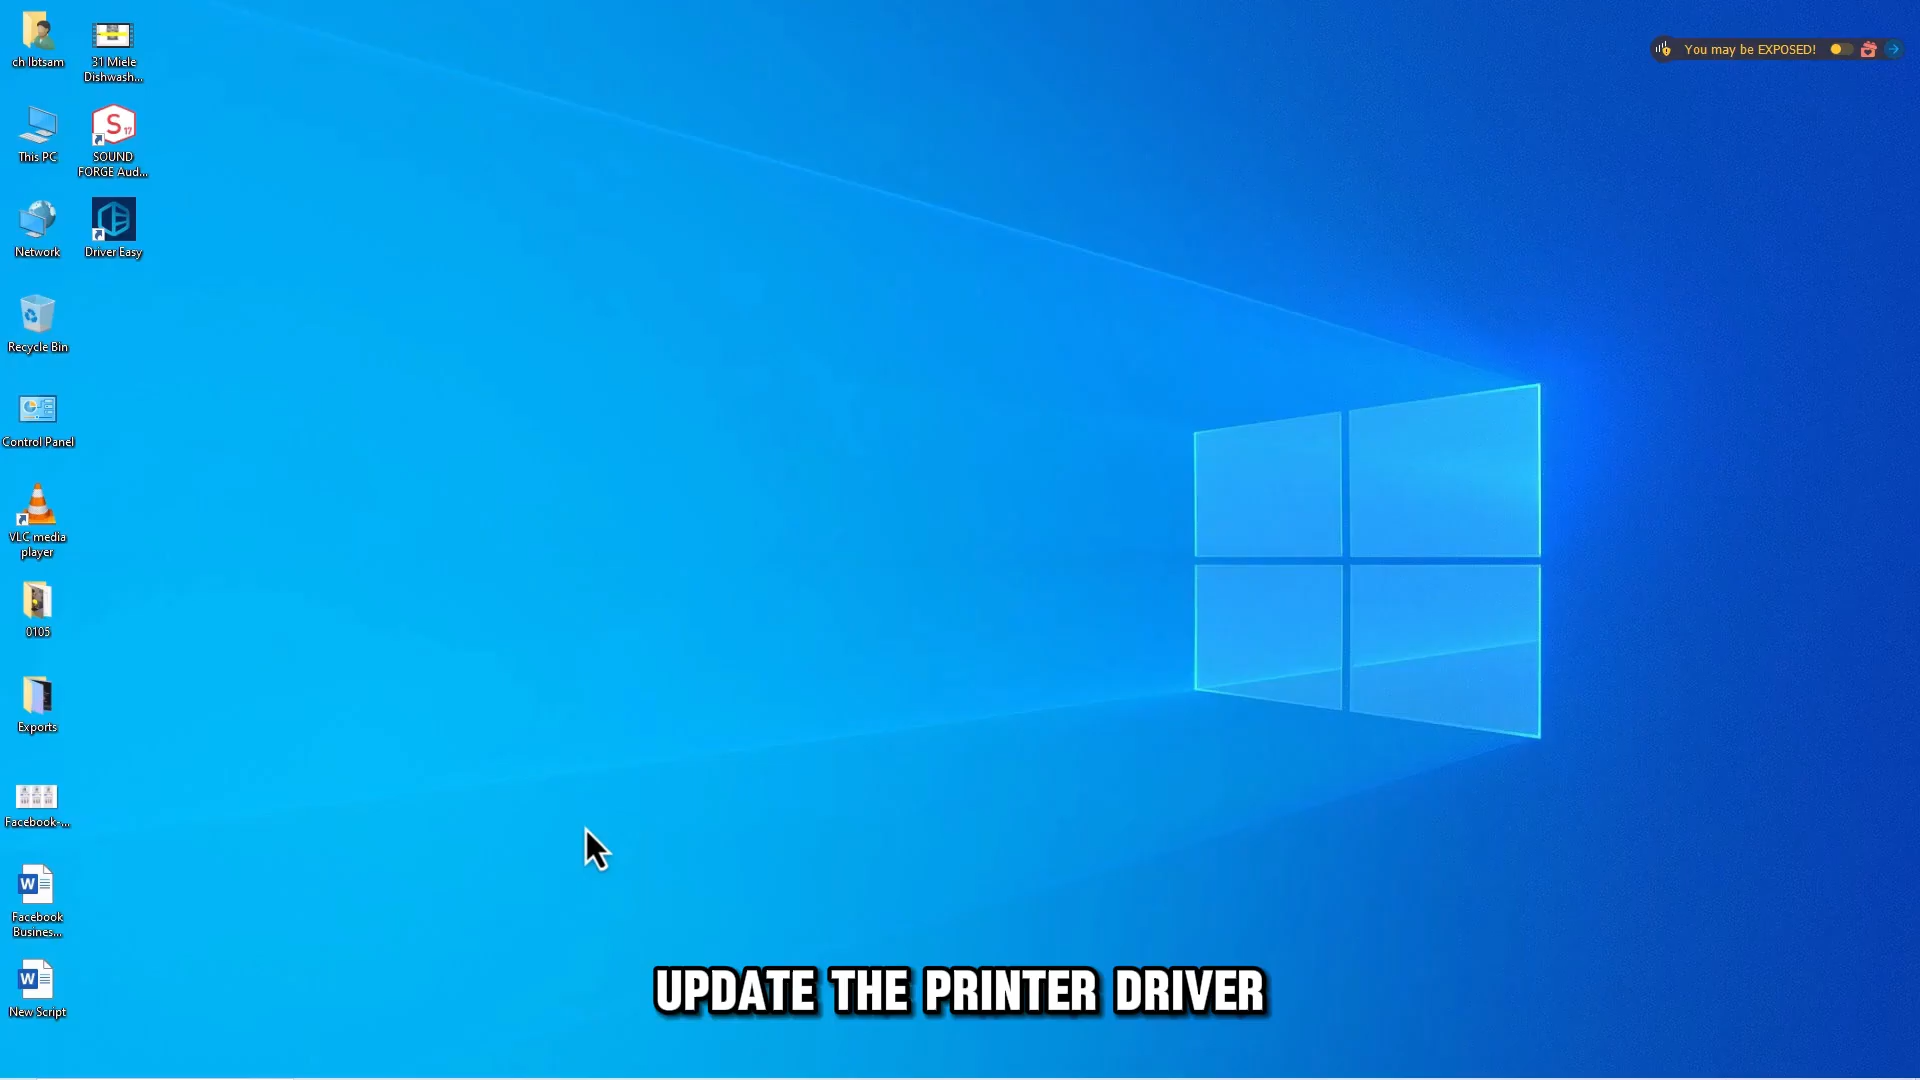 ch Ibtsam
31 Miele
Dishwash...
You may be EXPOSED!
This PC
SOUND
FORGE Aud...
Network
Driver Easy
Recycle Bin
Control Panel
VLC media
player
0105
Exports
Facebook-...
Facebook
Busines...
New Script
UPDATE THE PRINTER DRIVER